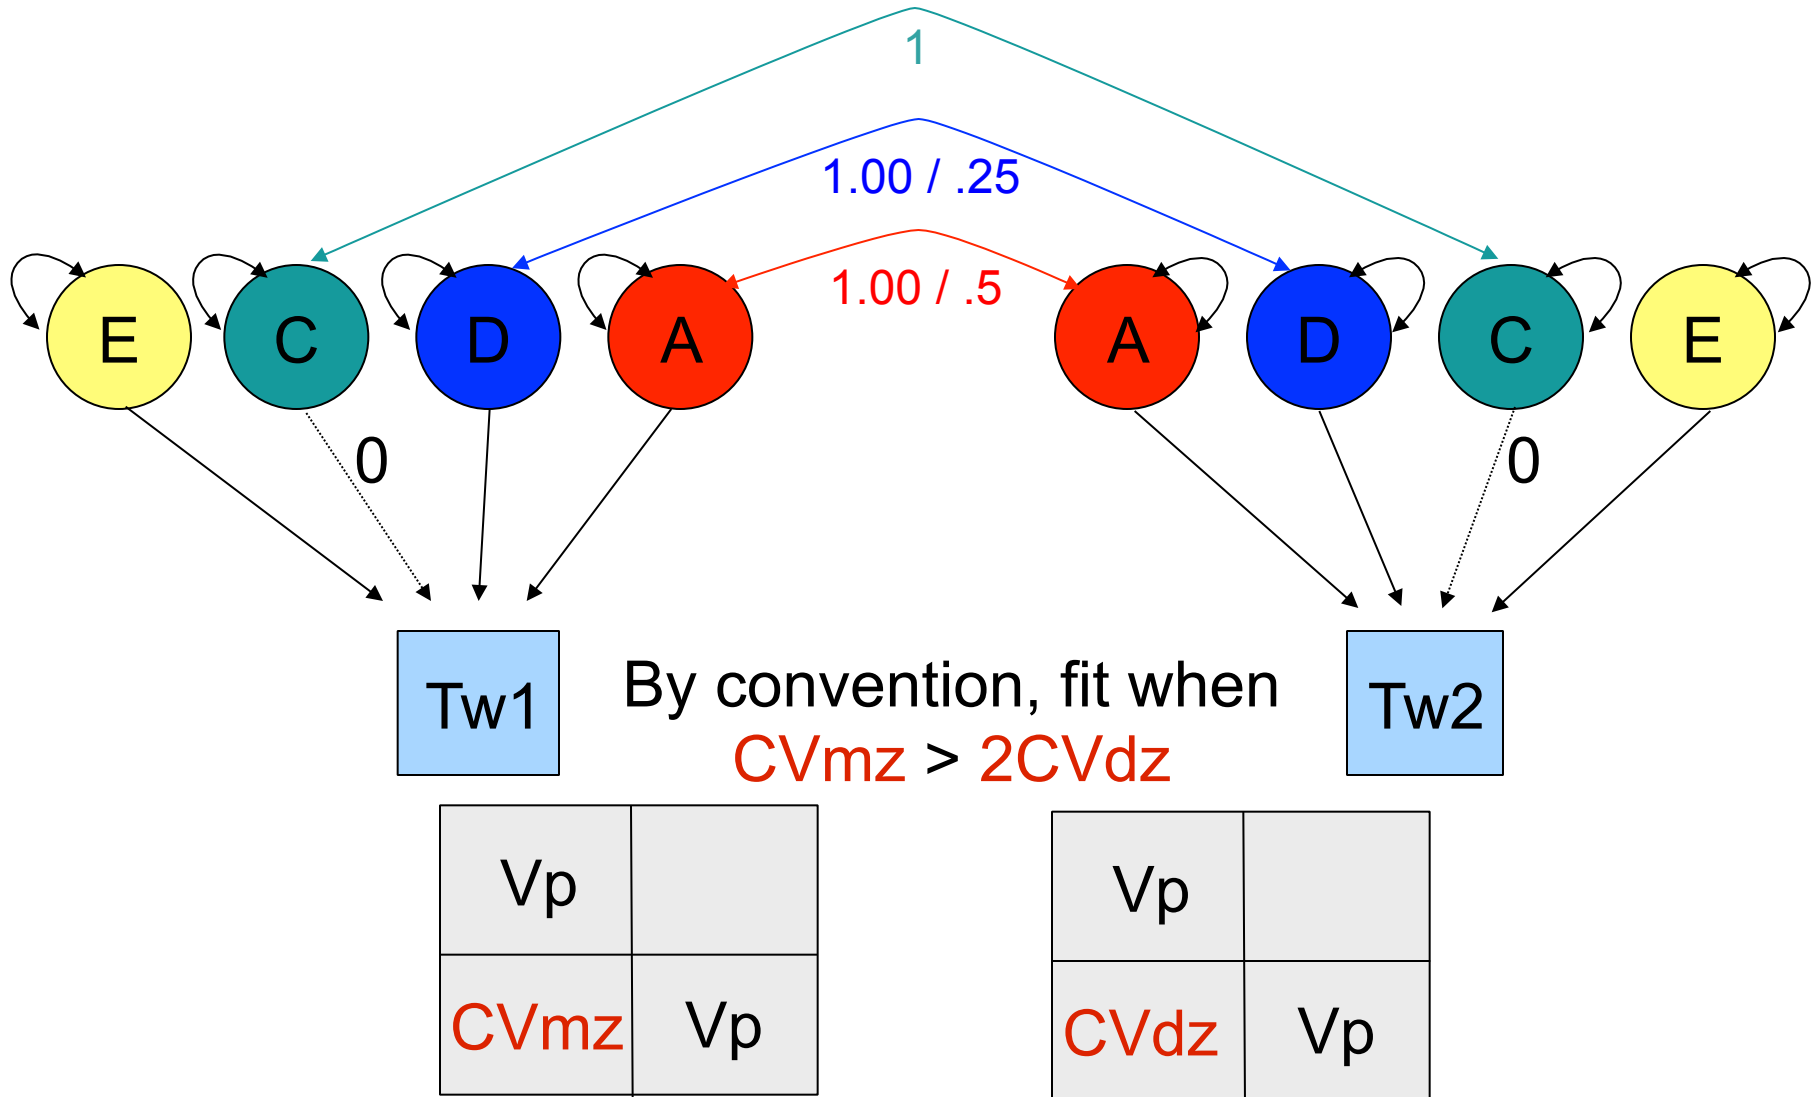 1
1.00 / .25
1.00 / .5
E C D A A D C E
0 0
Tw1 Tw2
By convention, fit when
CVmz > 2CVdz
Vp Vp
CVmz Vp CVdz Vp